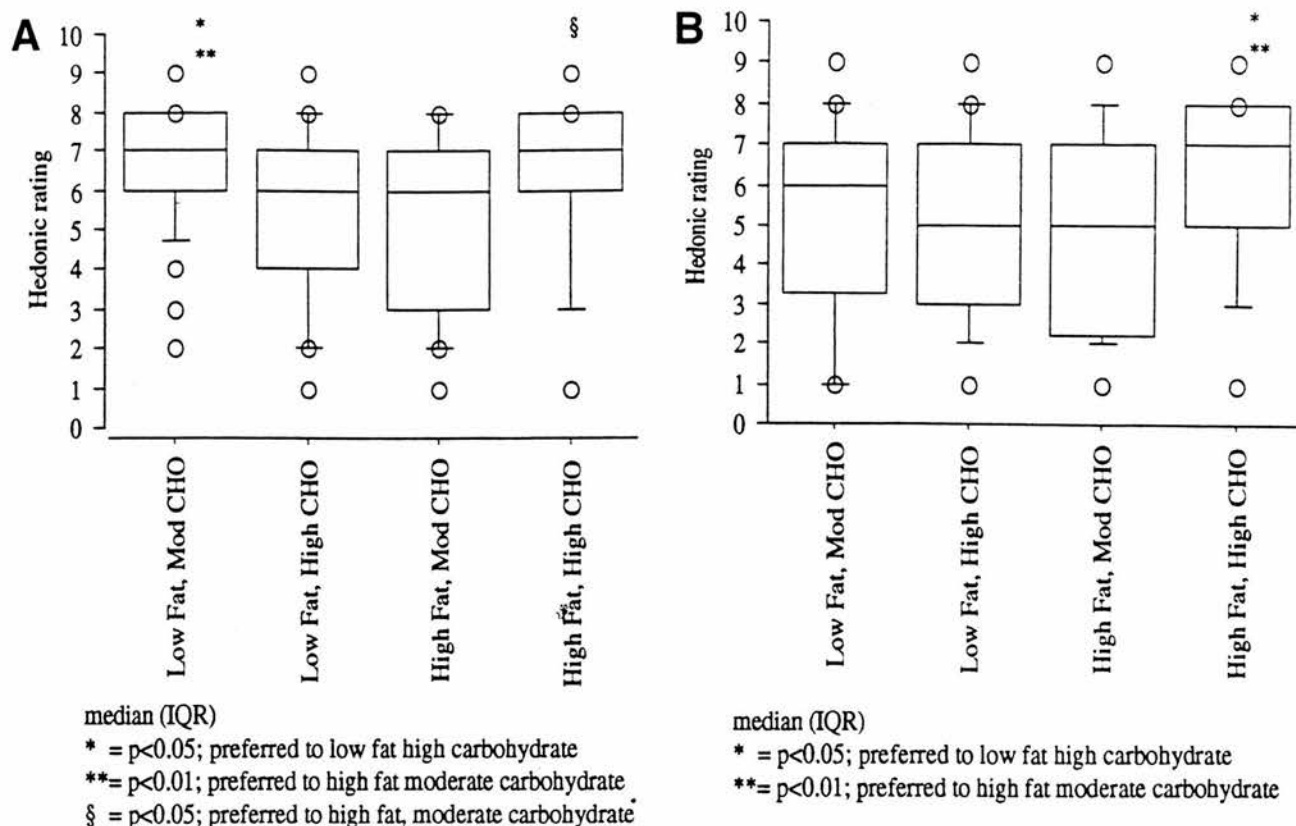 A
*
**
§
10
9
8
7
6
5
4
3
2
1
0
Hedonic rating
Low Fat, Mod CHO
Low Fat, High CHO
High Fat, Mod CHO
High Fat, High CHO
median (IQR)
* = p<0.05; preferred to low fat high carbohydrate
**= p<0.01; preferred to high fat moderate carbohydrate
§ = p<0.05; preferred to high fat, moderate carbohydrate
B
*
**
10
9
8
7
6
5
4
3
2
1
0
Hedonic rating
Low Fat, Mod CHO
Low Fat, High CHO
High Fat, Mod CHO
High Fat, High CHO
median (IQR)
* = p<0.05; preferred to low fat high carbohydrate
**= p<0.01; preferred to high fat moderate carbohydrate